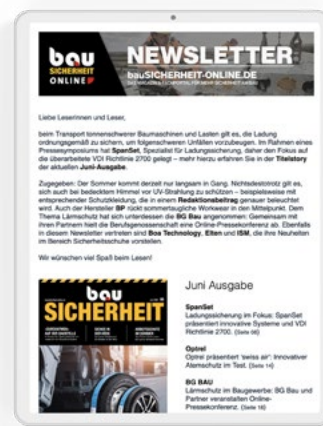 bau
SICHERHEIT
ONLINE
NEWSLETTER
bauSICHERHEIT-ONLINE.DE
Liebe Leserinnen und Leser,
beim Transport tonnenschwerer Baumaschinen und Lasten gilt es, die Ladung
ordnungsgemäß zu sichern, um folgenschweren Unfällen vorzubeugen. Im Rahmen eines
Pressesymposiums hat SpanSet, Spezialist für Ladungssicherung, daher den Fokus auf
die überarbeitete VDI Richtlinie 2700 gelegt – mehr hierzu erfahren Sie in der Titelstory
der aktuellen Juni-Ausgabe.
Zugegeben: Der Sommer kommt derzeit nur langsam in Gang. Nichtsdestotrotz gilt es,
sich auch bei bedecktem Himmel vor UV-Strahlung zu schützen – beispielsweise mit
entsprechender Schutzkleidung, die in einem Redaktionsbeitrag genauer beleuchtet
wird. Auch der Hersteller BP rückt sommertaugliche Workwear in den Mittelpunkt. Dem
Thema Lärmschutz hat sich unterdessen die BG Bau angenommen: Gemeinsam mit
ihren Partnern hielt die Berufsgenossenschaft eine Online-Pressekonferenz ab. Ebenfalls
in diesem Newsletter vertreten sind Boa Technology, Elten und ISM, die ihre Neuheiten
im Bereich Sicherheitsschuhe vorstellen.
Wir wünschen viel Spaß beim Lesen!
bau
SICHERHEIT
Juni Ausgabe
SpanSet
Ladungssicherung im Fokus: SpanSet
präsentiert innovative Systeme und VDI
Richtlinie 2700. (Seite 06)
Optrel
Optrel präsentiert 'swiss air': Innovativer
Atemschutz im Test. (Seite 14)
BG BAU
Lärmschutz im Baugewerbe: BG Bau und
Partner veranstalten Online-
Pressekonferenz. (Seite 16)